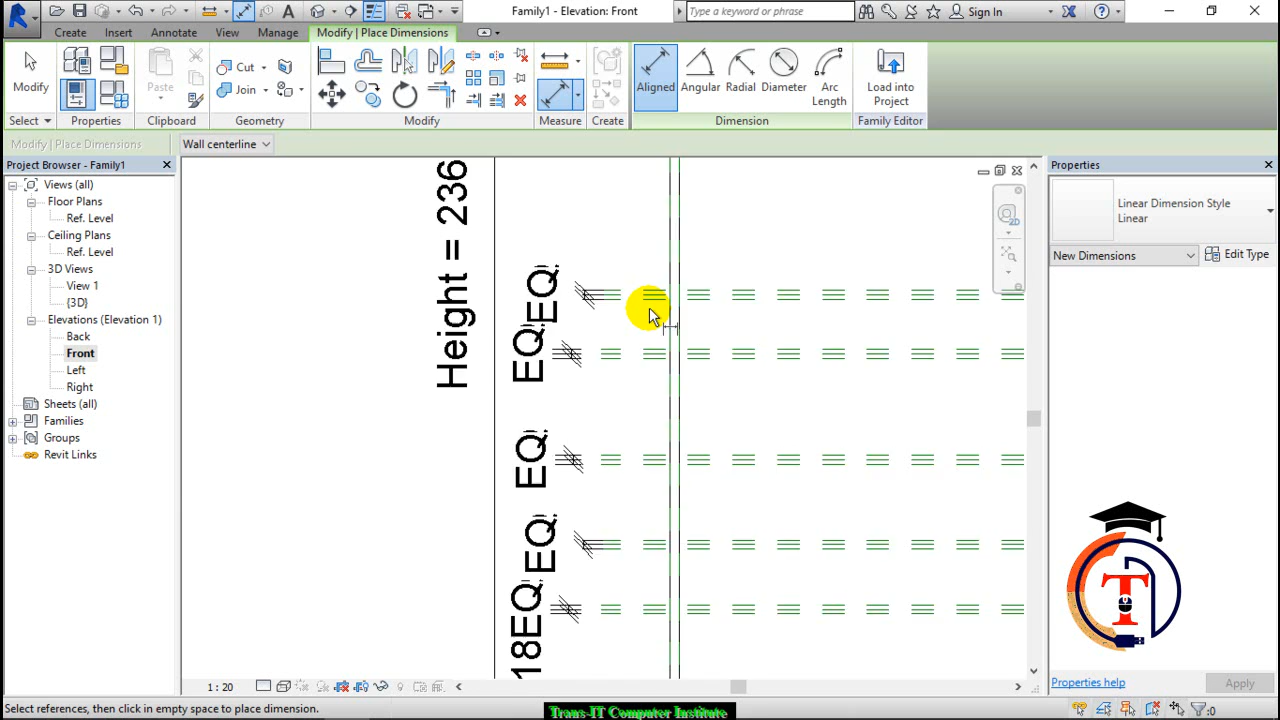 Family1 - Elevation: Front
Type a keyword or phrase
Sign In
Create
Insert
Annotate
View
Manage
Modify | Place Dimensions
Modify
Paste
Cut
Join
Aligned
Angular
Radial
Diameter
Arc
Length
Load into
Project
Select
Properties
Clipboard
Geometry
Modify
Measure
Create
Dimension
Family Editor
Modify | Place Dimensions
Wall centerline
Project Browser - Family1
Views (all)
Floor Plans
Ref. Level
Ceiling Plans
Ref. Level
3D Views
View 1
{3D}
Elevations (Elevation 1)
Back
Front
Left
Right
Sheets (all)
Families
Groups
Revit Links
Height = 236
EQ
EQ
EQ
EQ
18EQ
2D
Properties
Linear Dimension Style
Linear
New Dimensions
Edit Type
Properties help
Apply
T
1 : 20
Select references, then click in empty space to place dimension.
Trans-IT Computer Institute
:0